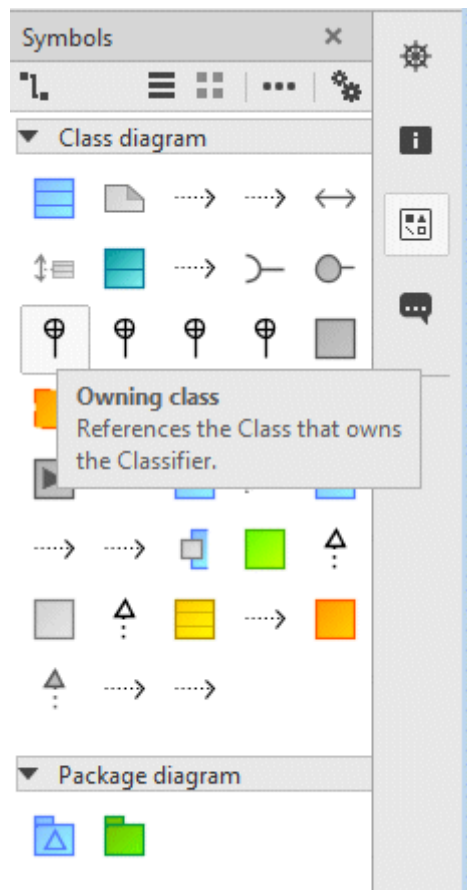 Symbols
Class diagram
Owning class
References the Class that owns
the Classifier.
Package diagram